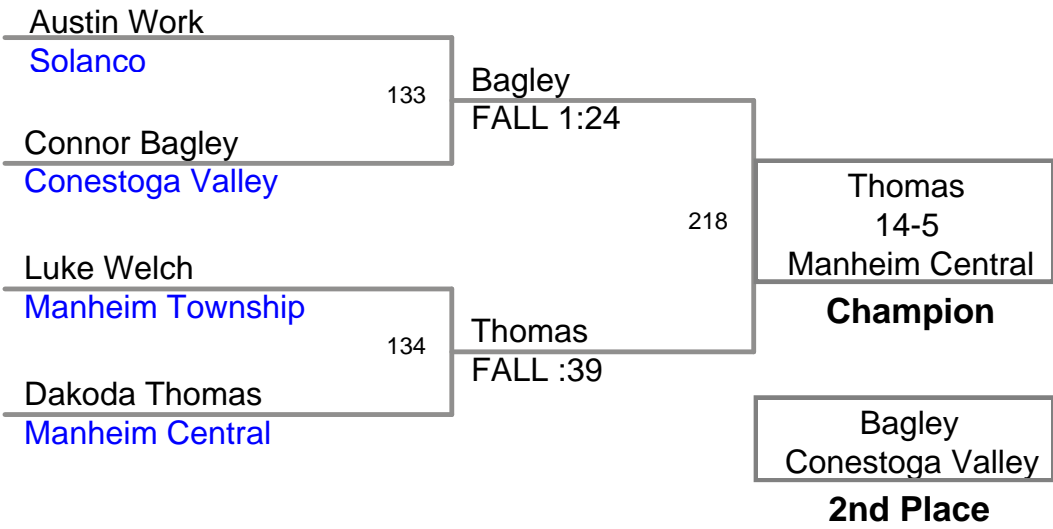 Austin Work
Solanco
133
Connor Bagley
Conestoga Valley
Bagley
FALL 1:24
Luke Welch
Manheim Township
134
Dakoda Thomas
Manheim Central
Thomas
FALL :39
218
Thomas
14-5
Manheim Central
Champion
Bagley
Conestoga Valley
2nd Place